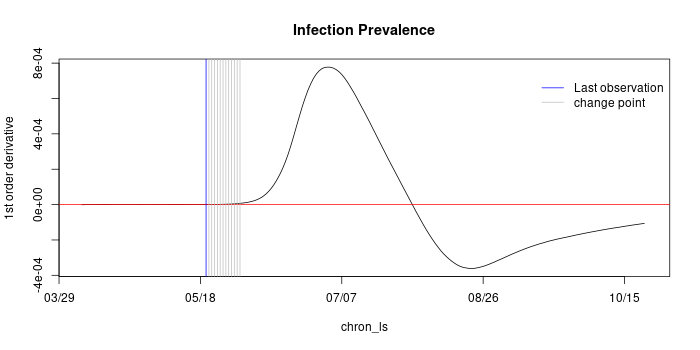 Infection Prevalence
1st order derivative
8e-04
4e-04
0e+00
-4e-04
Last observation
change point
03/29
05/18
07/07
08/26
10/15
chron_ls